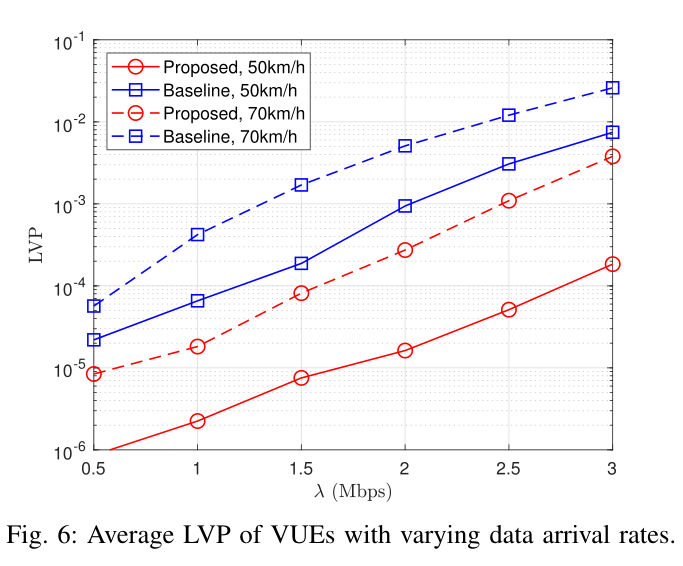 10^-1
10^-2
10^-3
10^-4
10^-5
10^-6
LVP
Proposed, 50km/h
Baseline, 50km/h
Proposed, 70km/h
Baseline, 70km/h
0.5 1 1.5 2 2.5 3
λ (Mbps)
Fig. 6: Average LVP of VUEs with varying data arrival rates.